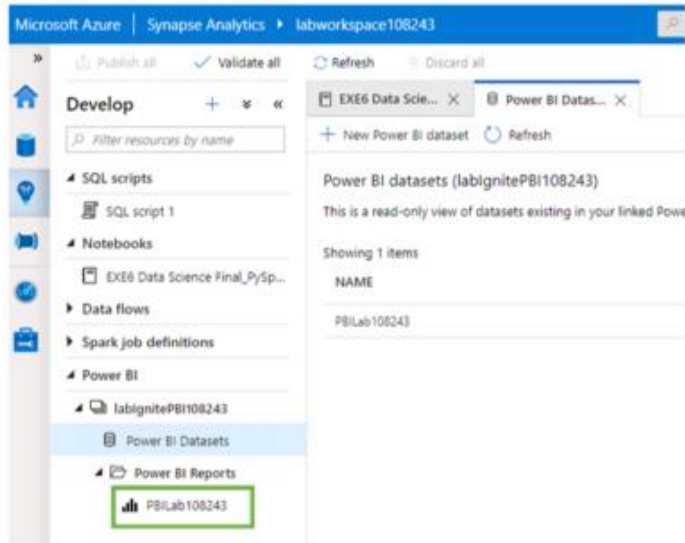 Microsoft Azure | Synapse Analytics ▸ labworkspace108243
» Publish all Validate all Refresh Discard all
Develop + «
Filter resources by name
SQL scripts
SQL script 1
Notebooks
EXE6 Data Science Final_PySp...
Data flows
Spark job definitions
Power BI
labIgnitePBI108243
Power BI Datasets
Power BI Reports
PBILab108243
EXE6 Data Scie... × Power BI Datas... ×
+ New Power BI dataset Refresh
Power BI datasets (labIgnitePBI108243)
This is a read-only view of datasets existing in your linked Powe
Showing 1 items
NAME
PBILab108243